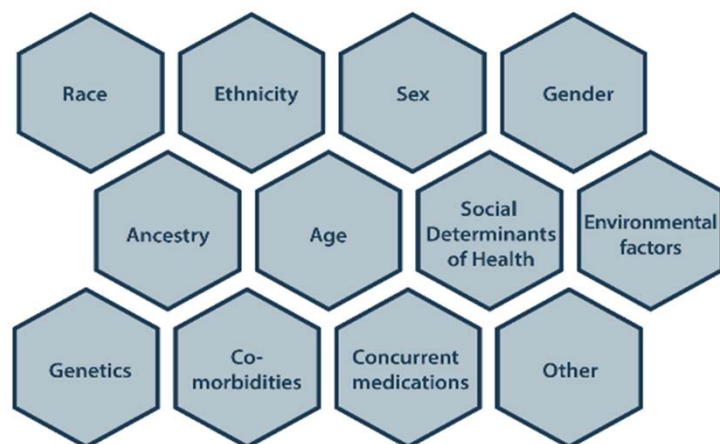 Race
Ethnicity
Sex
Gender
Ancestry
Age
Social
Determinants
of Health
Environmental
factors
Genetics
Co-
morbidities
Concurrent
medications
Other